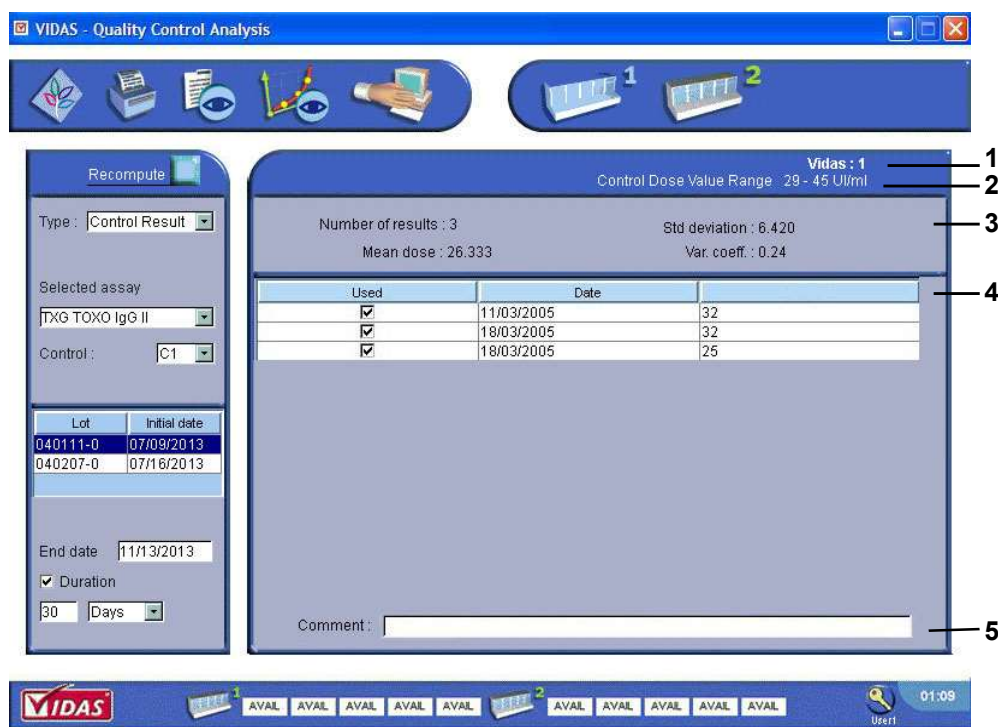 VIDAS - Quality Control Analysis
1 2
Recompute
Type : Control Result
Selected assay
TXG TOXO IgG II
Control : C1
Lot Initial date
040111-0 07/09/2013
040207-0 07/16/2013
End date 11/13/2013
Duration
30 Days
Vidas : 1 1
Control Dose Value Range 29 - 45 UI/ml 2
Number of results : 3 Std deviation : 6.420 3
Mean dose : 26.333 Var. coeff. : 0.24
Used Date 4
11/03/2005 32
18/03/2005 32
18/03/2005 25
Comment : 5
VIDAS 1 AVAIL AVAIL AVAIL AVAIL AVAIL 2 AVAIL AVAIL AVAIL AVAIL AVAIL 01:09
User1